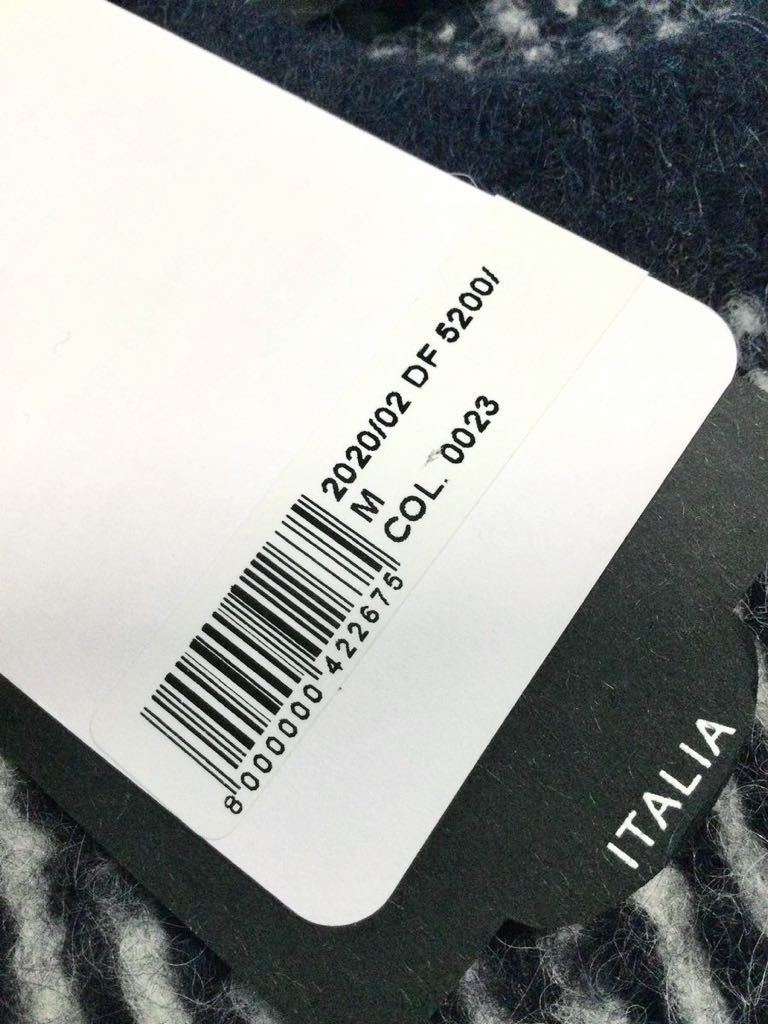 2020/02 DF 5200/
M
COL. 0023
8 000000 422675
ITALIA